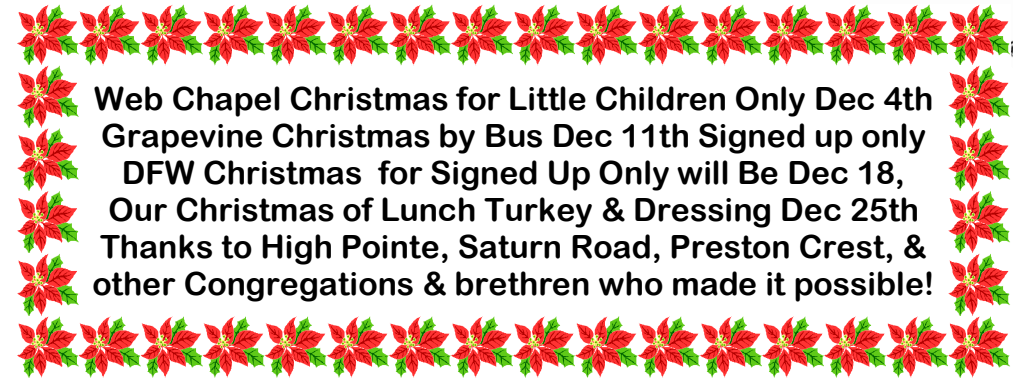 Web Chapel Christmas for Little Children Only Dec 4th
Grapevine Christmas by Bus Dec 11th Signed up only
DFW Christmas  for Signed Up Only will Be Dec 18,
Our Christmas of Lunch Turkey & Dressing Dec 25th
Thanks to High Pointe, Saturn Road, Preston Crest, &
other Congregations & brethren who made it possible!